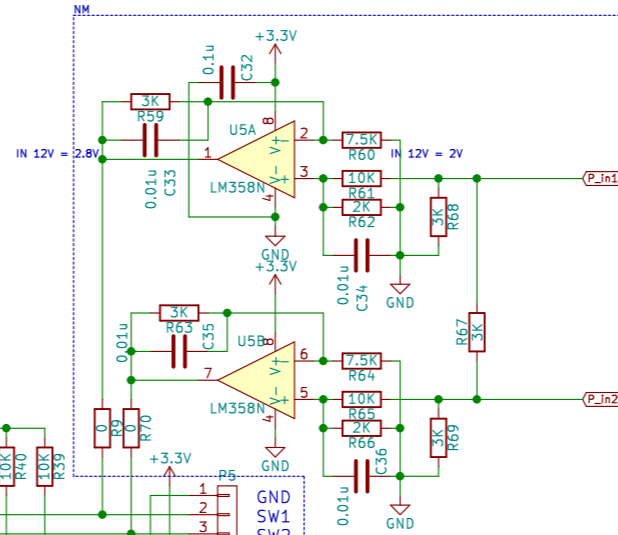 NM
+3.3V
0.1u
C32
3K
R59
U5A
8
2
7.5K
R60
IN 12V = 2.8V
IN 12V = 2V
1
V+
V-
3
10K
R61
P_in1
0.01u
C33
LM358N
4
2K
R62
3K
R68
GND
0.01u
C34
GND
+3.3V
3K
R63
0.01u
C35
R67
3K
U5B
8
6
7.5K
R64
7
V+
V-
5
10K
R65
P_in2
LM358N
4
2K
R66
3K
R69
0
R9
0
R70
GND
C36
0.01u
GND
10K
R40
10K
R39
+3.3V
P5
1
GND
2
SW1
3
SW2